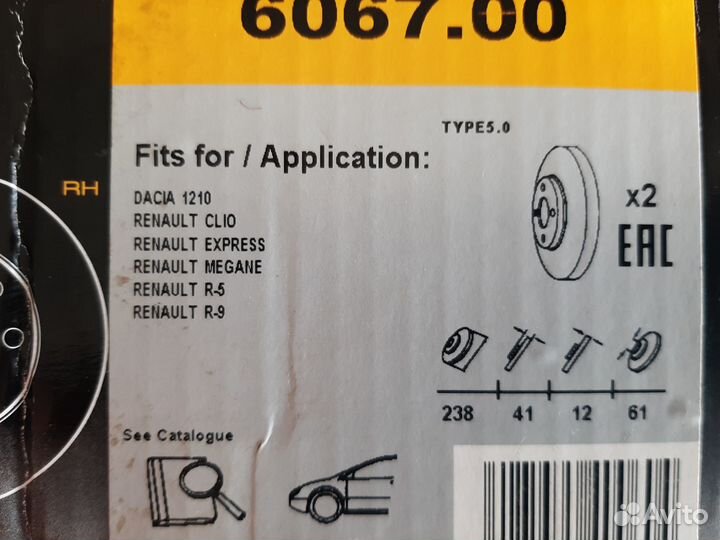 6067.00
TYPE5.0
Fits for / Application:
RH
DACIA 1210
RENAULT CLIO
RENAULT EXPRESS
RENAULT MEGANE
RENAULT R-5
RENAULT R-9
x2
EAC
238 41 12 61
See Catalogue
Avito